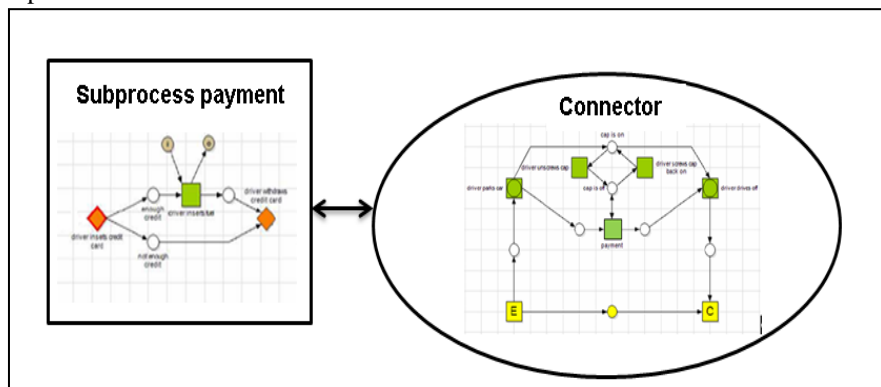 Subprocess payment
Connector
cap is on
driver unscrews cap
driver screws cap
back on
driver parks car
cap is off
driver drives off
payment
E
C
driver withdraws
credit card
enough
credit
driver inserts fuel
driver inserts credit
card
not enough
credit